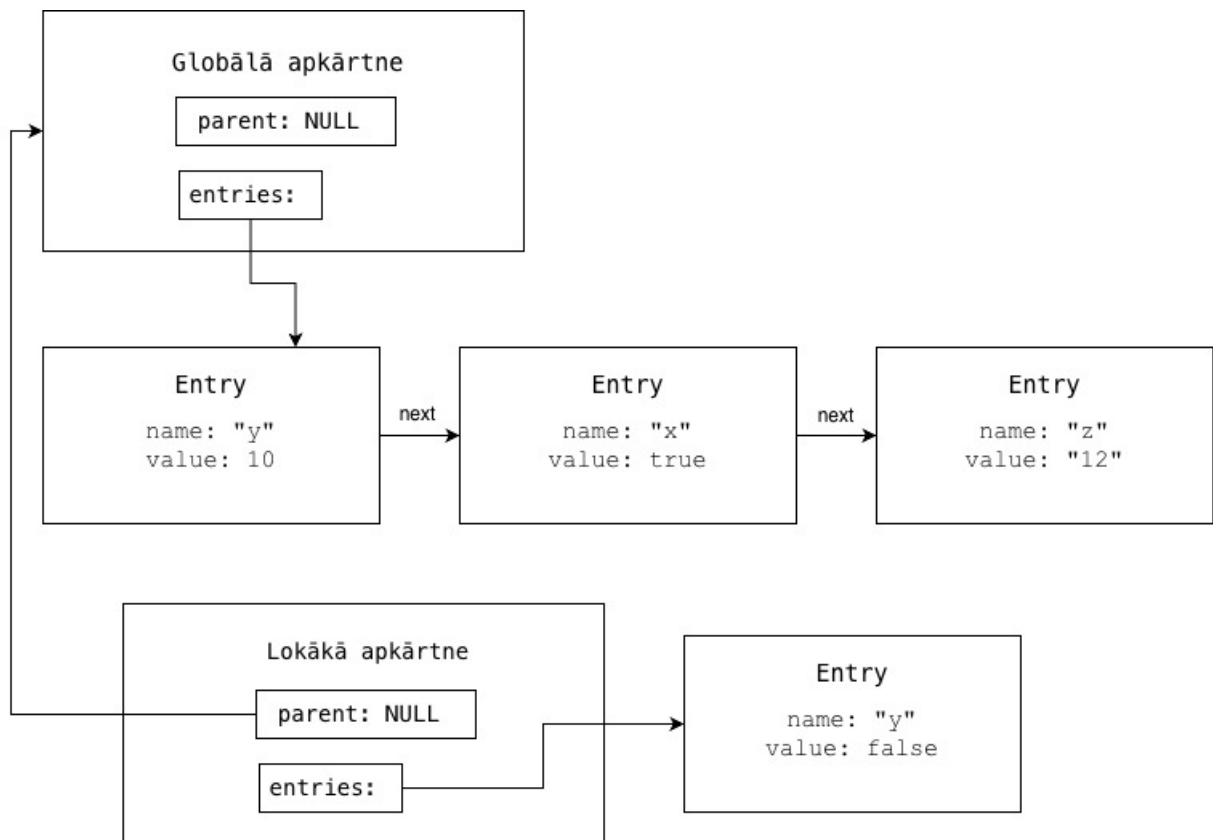 Globālā apkārtne
parent: NULL
entries:
Entry
name: "y"
value: 10
next
Entry
name: "x"
value: true
next
Entry
name: "z"
value: "12"
Lokākā apkārtne
parent: NULL
entries:
Entry
name: "y"
value: false